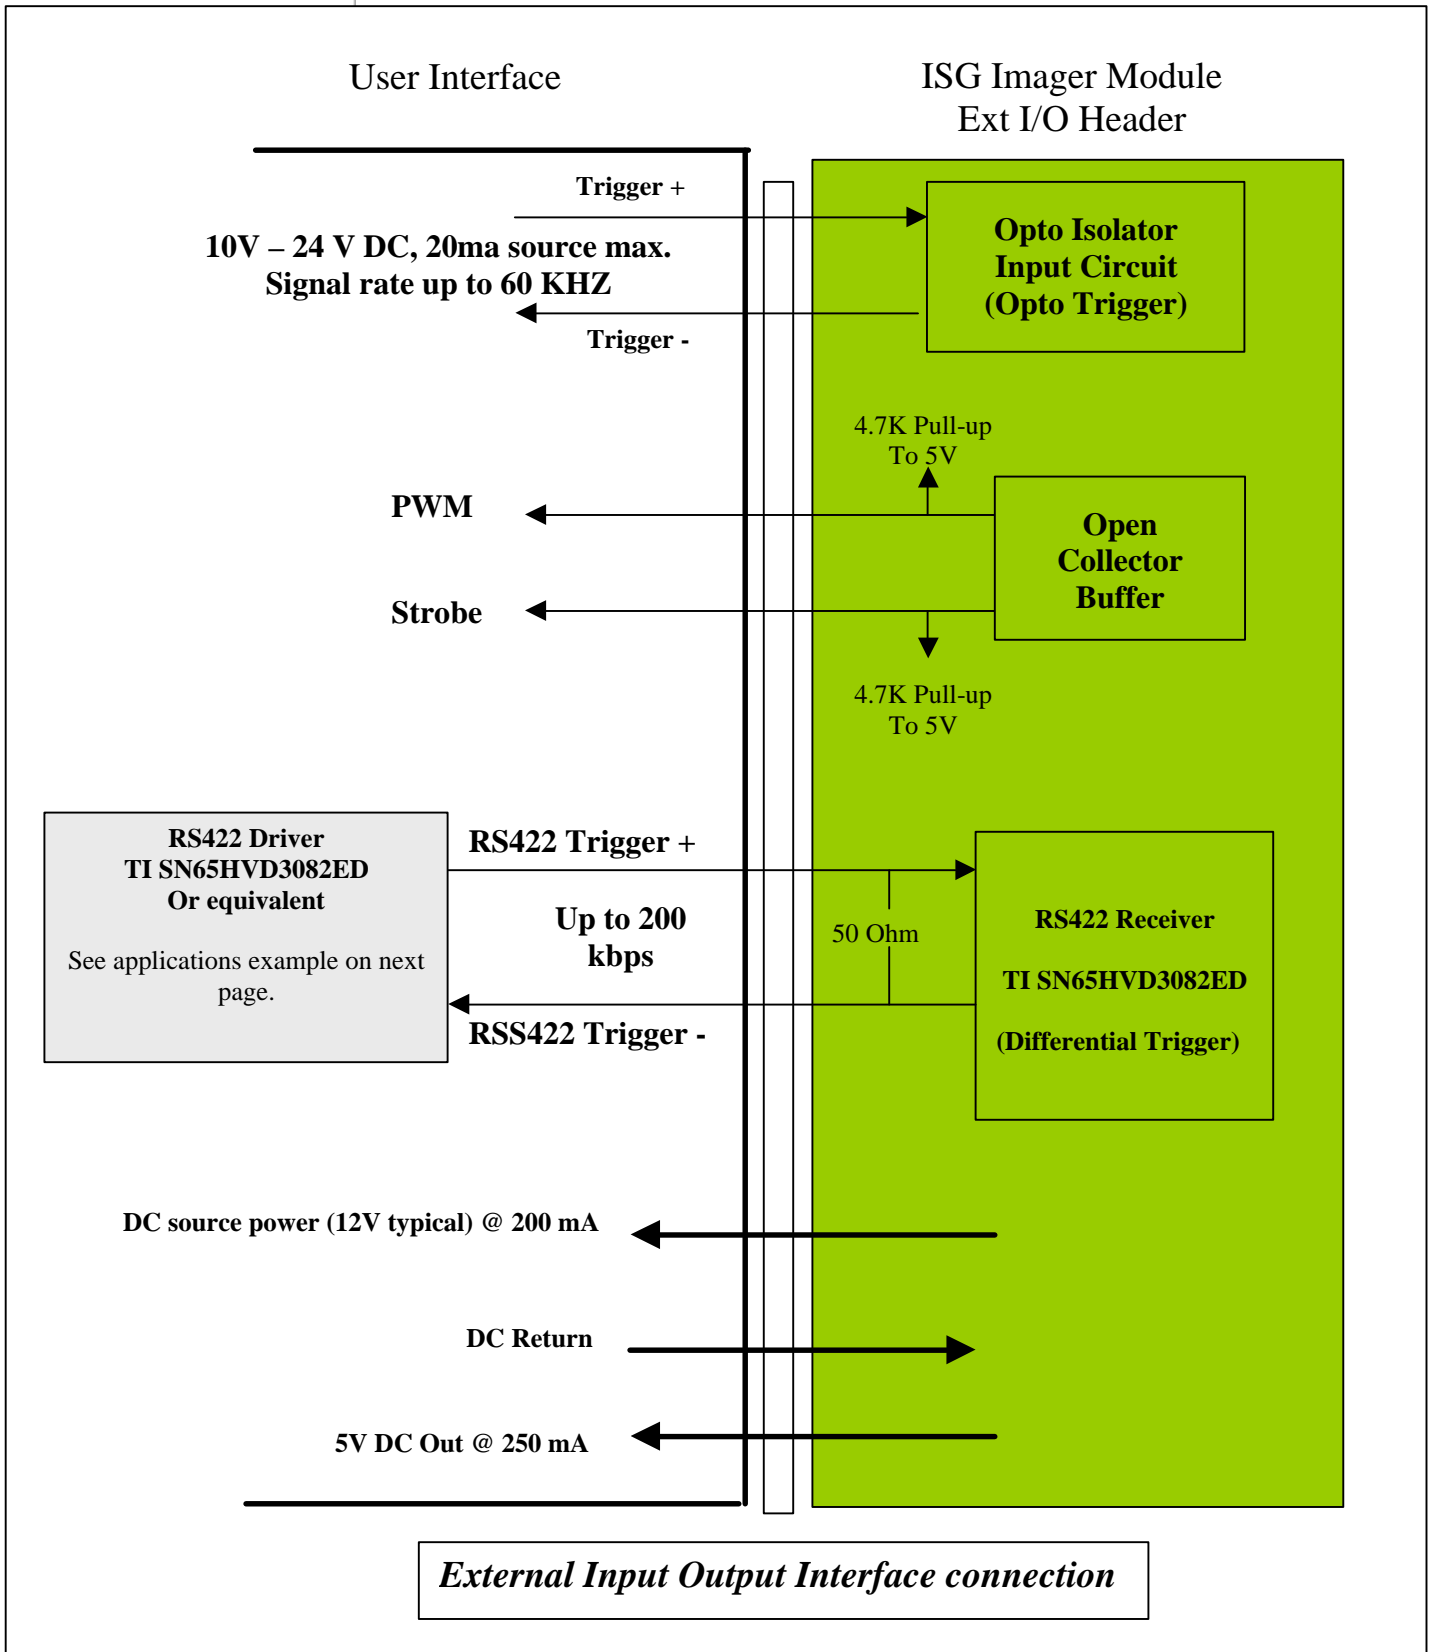 User Interface
ISG Imager Module
Ext I/O Header
Trigger +
10V – 24 V DC, 20ma source max.
Signal rate up to 60 KHZ
Trigger -
Opto Isolator
Input Circuit
(Opto Trigger)
4.7K Pull-up
To 5V
PWM
Open
Collector
Buffer
Strobe
4.7K Pull-up
To 5V
RS422 Driver
TI SN65HVD3082ED
Or equivalent
See applications example on next
page.
RS422 Trigger +
Up to 200
kbps
RSS422 Trigger -
50 Ohm
RS422 Receiver
TI SN65HVD3082ED
(Differential Trigger)
DC source power (12V typical) @ 200 mA
DC Return
5V DC Out @ 250 mA
External Input Output Interface connection